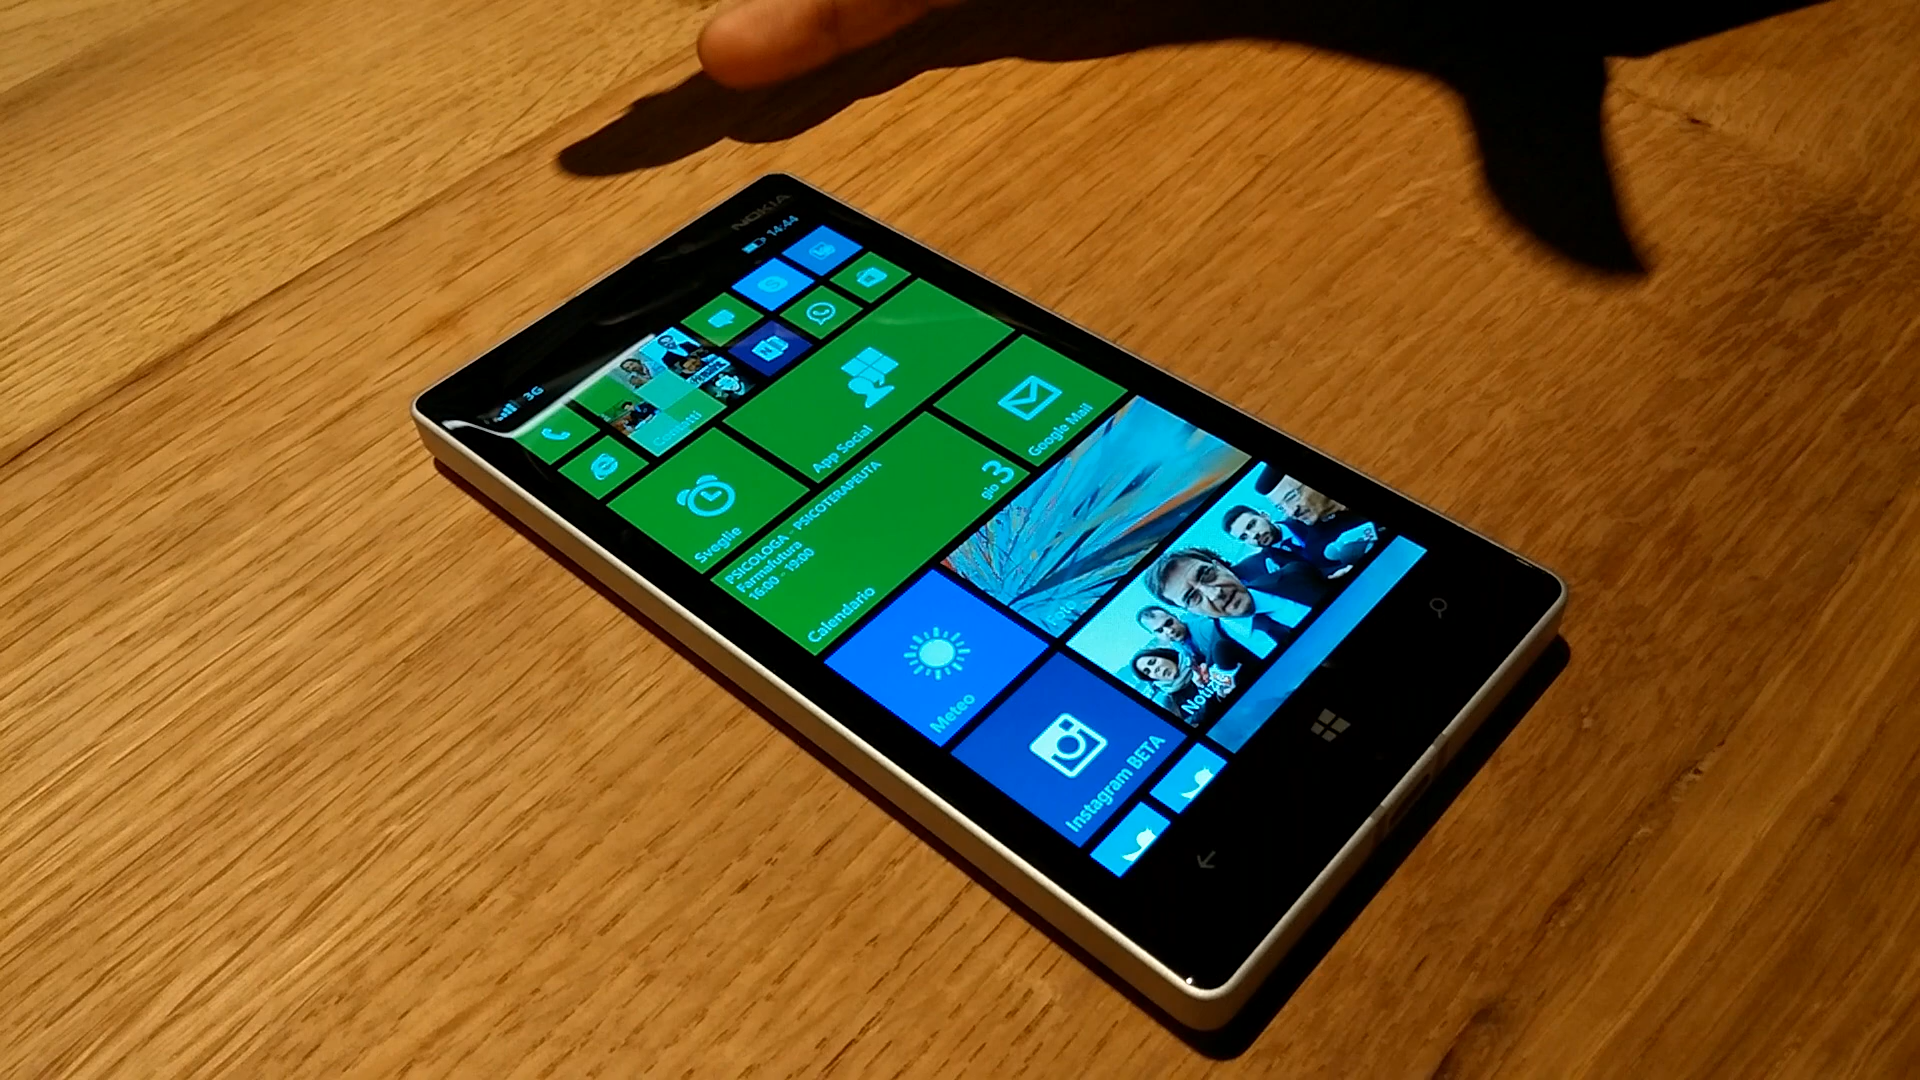 NOKIA
3G
14:44
Contatti
Sveglie
App Social
Google Mail
PSICOLOGA - PSICOTERAPEUTA
Farmafutura
16:00 - 19:00
gio 3
Calendario
Foto
Meteo
Notizie
Instagram BETA